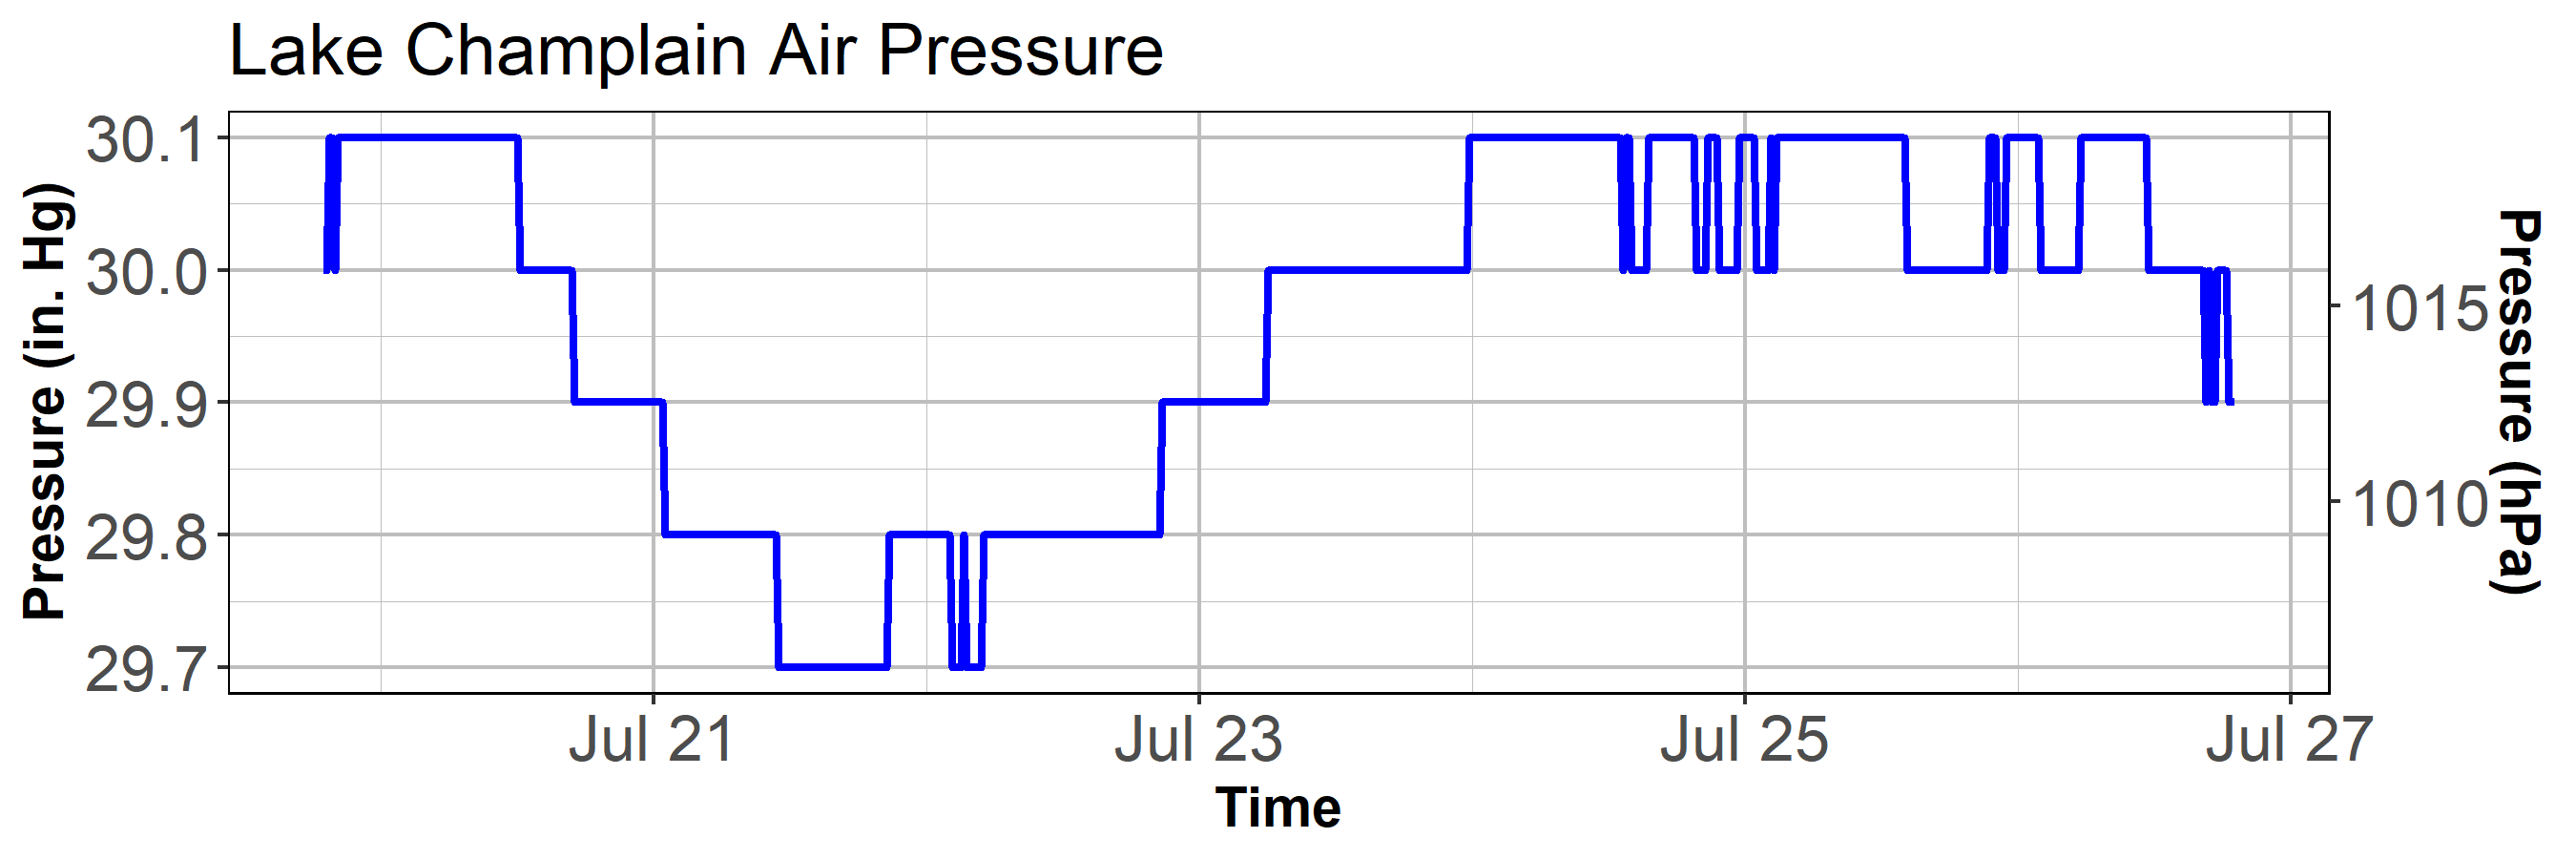 Lake Champlain Air Pressure
Pressure (in. Hg)
30.1
30.0
29.9
29.8
29.7
1015
1010
Pressure (hPa)
Jul 21 Jul 23 Jul 25 Jul 27
Time